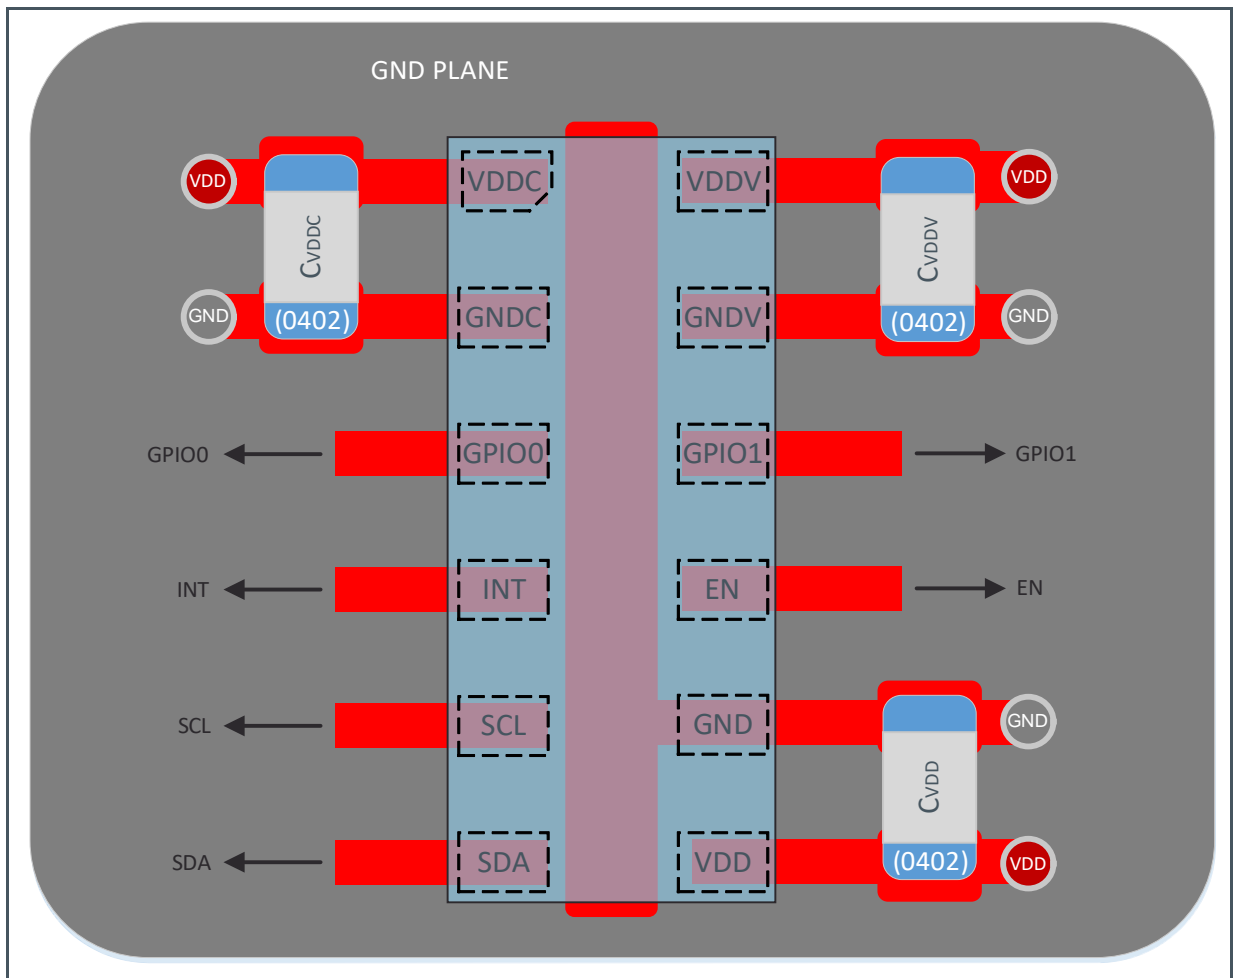 GND PLANE
VDD
CVDDC
(0402)
GND
VDDC
VDDV
CVDDV
(0402)
VDD
GND
GNDC
GNDV
GPIO0
GPIO0
GPIO1
GPIO1
INT
INT
EN
EN
SCL
SCL
GND
GND
CVDD
(0402)
SDA
SDA
VDD
VDD